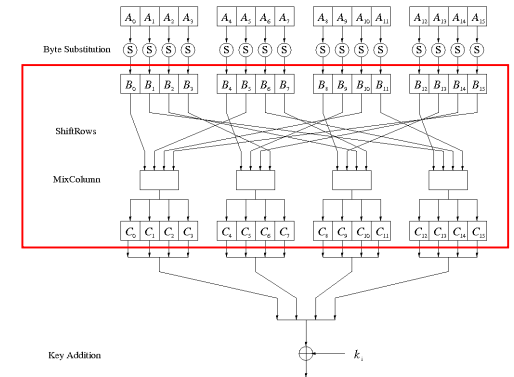 A₀ A₁ A₂ A₃ A₄ A₅ A₆ A₇ A₈ A₉ A₁₀ A₁₁ A₁₂ A₁₃ A₁₄ A₁₅
Byte Substitution S S S S S S S S S S S S S S S S
B₀ B₁ B₂ B₃ B₄ B₅ B₆ B₇ B₈ B₉ B₁₀ B₁₁ B₁₂ B₁₃ B₁₄ B₁₅
ShiftRows
MixColumn
C₀ C₁ C₂ C₃ C₄ C₅ C₆ C₇ C₈ C₉ C₁₀ C₁₁ C₁₂ C₁₃ C₁₄ C₁₅
Key Addition kᵢ